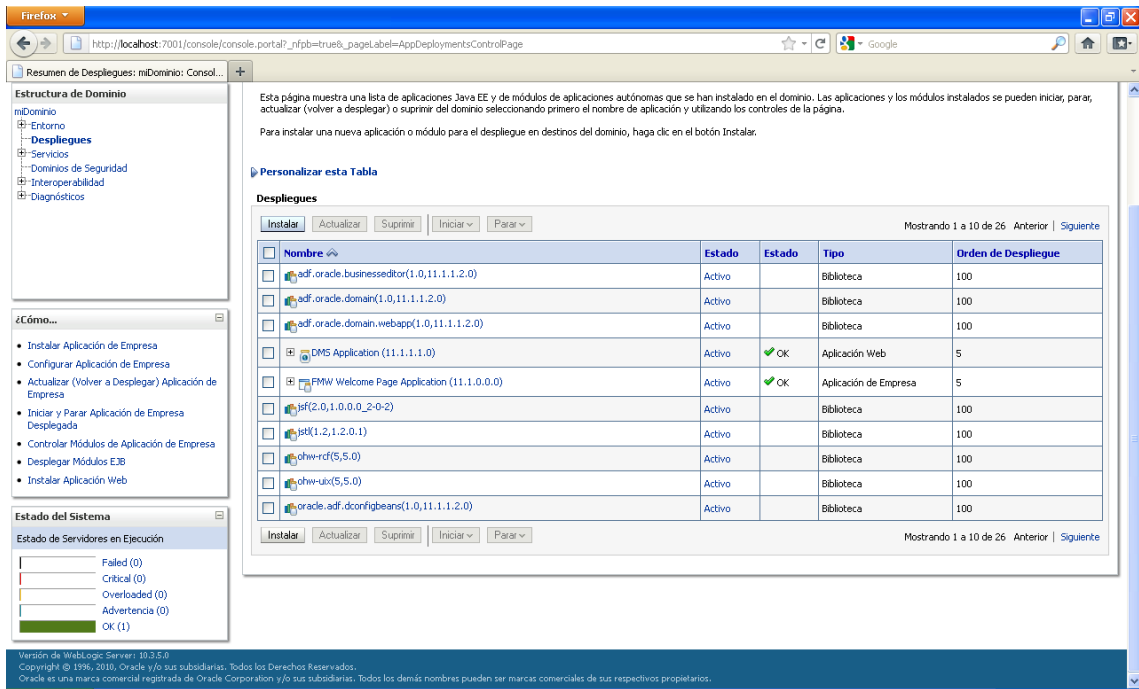 Firefox
http://localhost:7001/console/console.portal?_nfpb=true&_pageLabel=AppDeploymentsControlPage
Google
Resumen de Despliegues: miDominio: Consol...
Estructura de Dominio
miDominio
Entorno
Despliegues
Servicios
Dominios de Seguridad
Interoperabilidad
Diagnósticos
¿Cómo...
Instalar Aplicación de Empresa
Configurar Aplicación de Empresa
Actualizar (Volver a Desplegar) Aplicación de
Empresa
Iniciar y Parar Aplicación de Empresa
Desplegada
Controlar Módulos de Aplicación de Empresa
Desplegar Módulos EJB
Instalar Aplicación Web
Estado del Sistema
Estado de Servidores en Ejecución
Failed (0)
Critical (0)
Overloaded (0)
Advertencia (0)
OK (1)
Esta página muestra una lista de aplicaciones Java EE y de módulos de aplicaciones autónomas que se han instalado en el dominio. Las aplicaciones y los módulos instalados se pueden iniciar, parar,
actualizar (volver a desplegar) o suprimir del dominio seleccionando primero el nombre de aplicación y utilizando los controles de la página.
Para instalar una nueva aplicación o módulo para el despliegue en destinos del dominio, haga clic en el botón Instalar.
Personalizar esta Tabla
Despliegues
Instalar Actualizar Suprimir Iniciar Parar Mostrando 1 a 10 de 26 Anterior | Siguiente
Nombre Estado Estado Tipo Orden de Despliegue
adf.oracle.businesseditor(1.0,11.1.1.2.0) Activo Biblioteca 100
adf.oracle.domain(1.0,11.1.1.2.0) Activo Biblioteca 100
adf.oracle.domain.webapp(1.0,11.1.1.2.0) Activo Biblioteca 100
DMS Application (11.1.1.1.0) Activo OK Aplicación Web 5
FMW Welcome Page Application (11.1.0.0.0) Activo OK Aplicación de Empresa 5
jsf(2.0,1.0.0.0_2-0-2) Activo Biblioteca 100
jstl(1.2,1.2.0.1) Activo Biblioteca 100
ohw-rcf(5,5.0) Activo Biblioteca 100
ohw-uix(5,5.0) Activo Biblioteca 100
oracle.adf.dconfigbeans(1.0,11.1.1.2.0) Activo Biblioteca 100
Instalar Actualizar Suprimir Iniciar Parar Mostrando 1 a 10 de 26 Anterior | Siguiente
Versión de WebLogic Server: 10.3.5.0
Copyright © 1996, 2010, Oracle y/o sus subsidiarias. Todos los Derechos Reservados.
Oracle es una marca comercial registrada de Oracle Corporation y/o sus subsidiarias. Todos los demás nombres pueden ser marcas comerciales de sus respectivos propietarios.